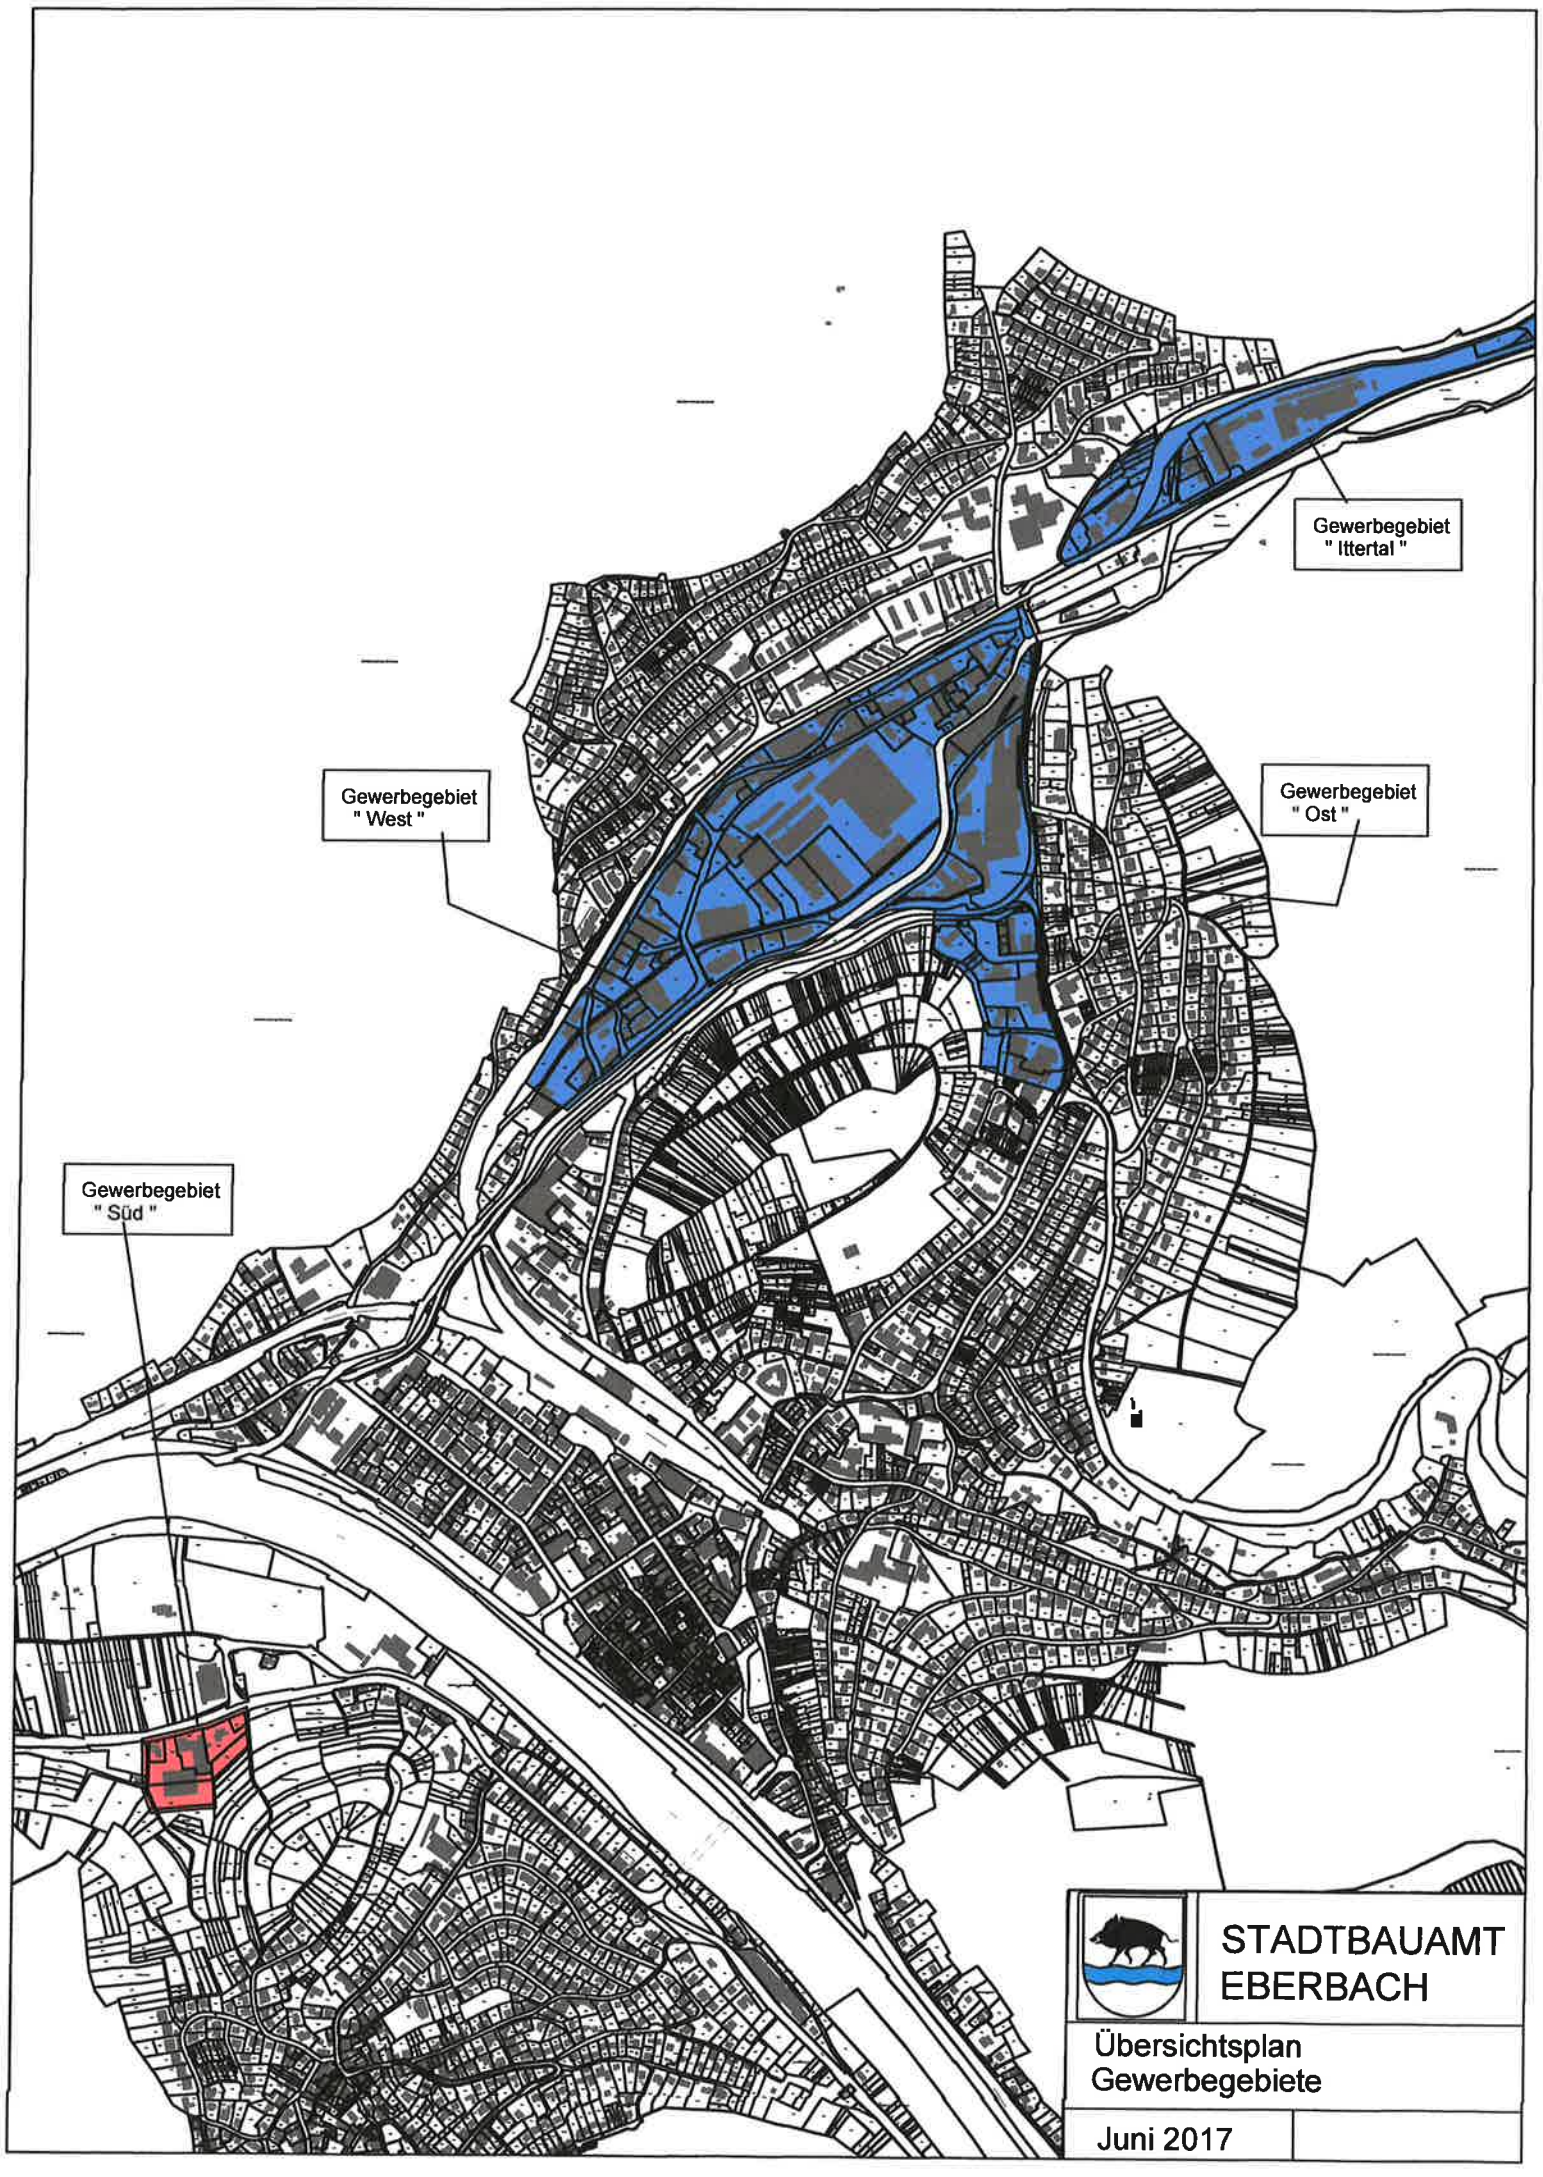 Gewerbegebiet
" Ittertal "
Gewerbegebiet
" West "
Gewerbegebiet
" Ost "
Gewerbegebiet
" Süd "
STADTBAUAMT
EBERBACH
Übersichtsplan
Gewerbegebiete
Juni 2017